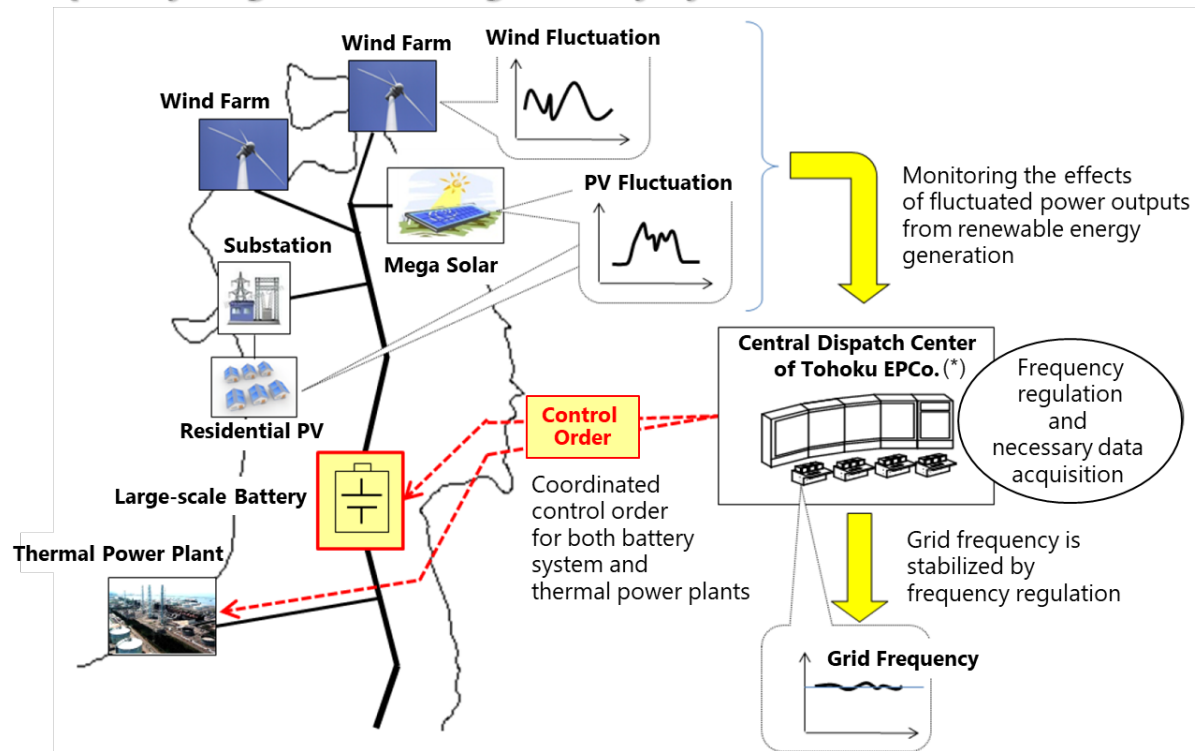 Wind Farm
Wind Fluctuation
Wind Farm
PV Fluctuation
Monitoring the effects
of fluctuated power outputs
from renewable energy
generation
Substation
Mega Solar
Central Dispatch Center
of Tohoku EPCo. (*)
Frequency
regulation
and
necessary data
acquisition
Residential PV
Control
Order
Large-scale Battery
Coordinated
control order
for both battery
system and
thermal power plants
Grid frequency is
stabilized by
frequency regulation
Thermal Power Plant
Grid Frequency